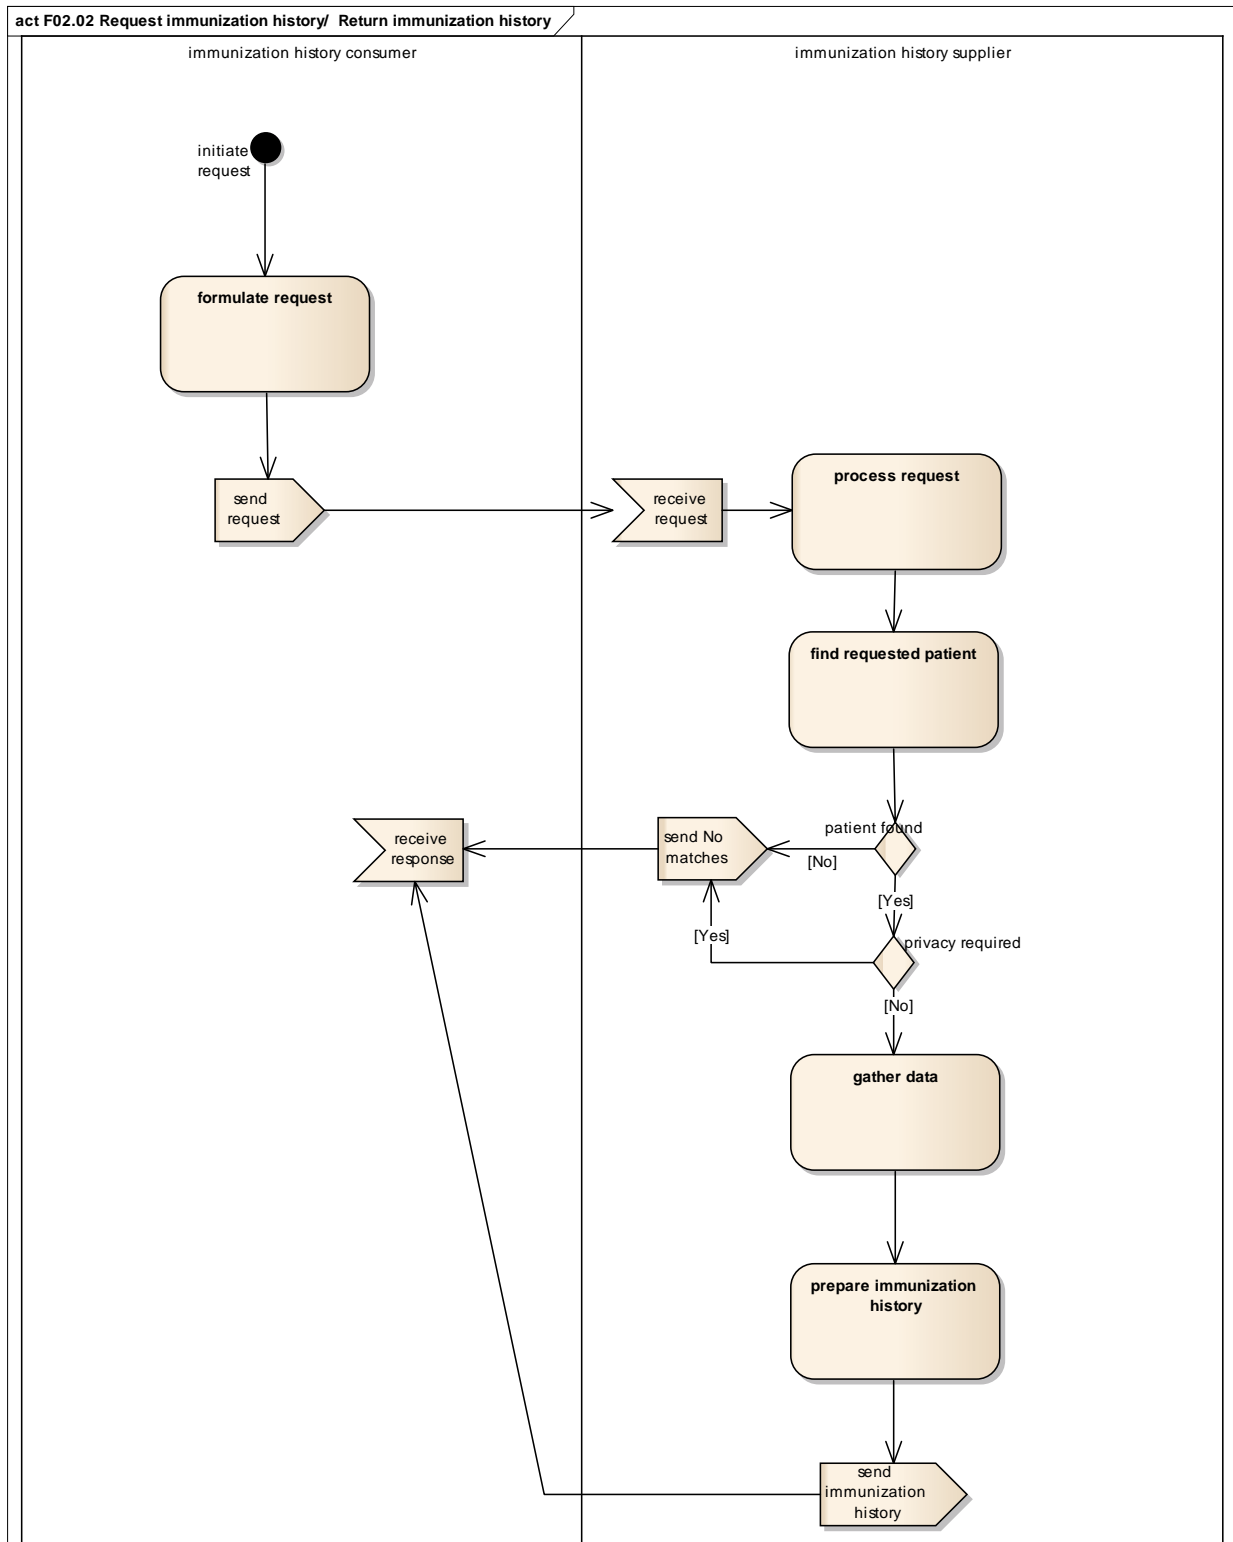 act F02.02 Request immunization history/  Return immunization history
immunization history consumer
immunization history supplier
initiate
request
formulate request
send
request
receive
request
process request
find requested patient
patient found
[No]
send No
matches
receive
response
[Yes]
privacy required
[Yes]
[No]
gather data
prepare immunization
history
send
immunization
history